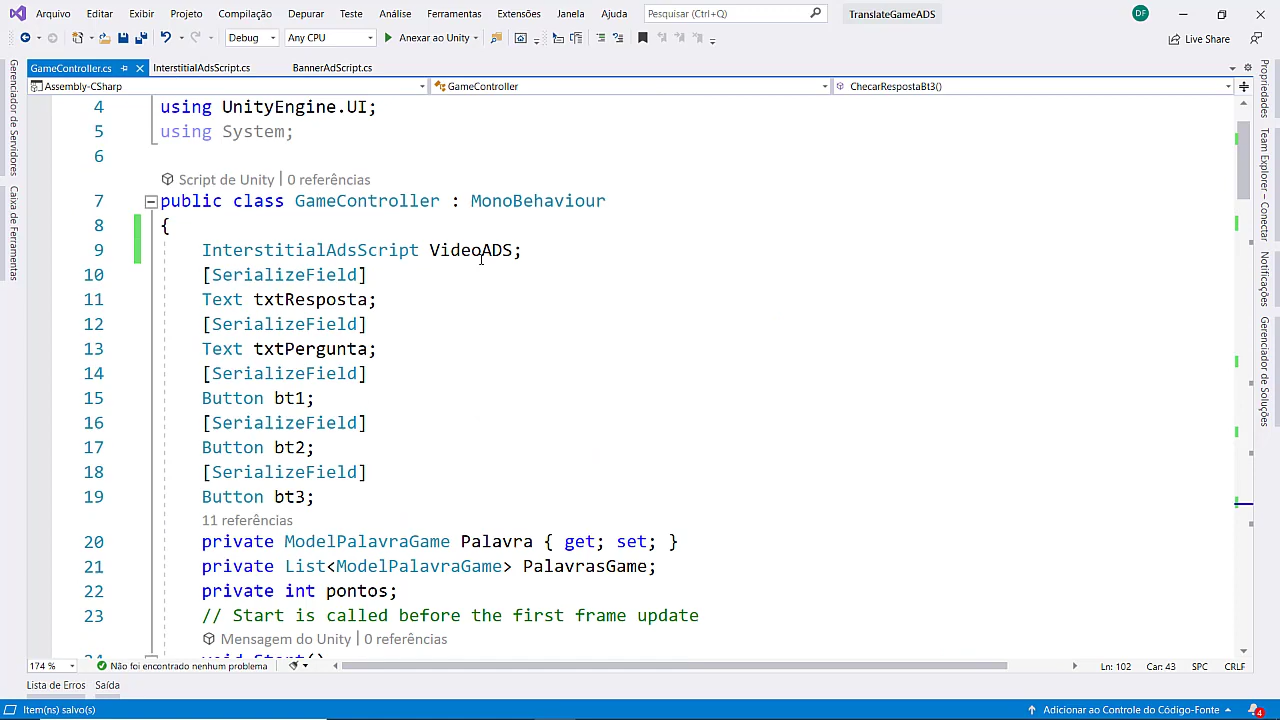 Arquivo Editar Exibir Projeto Compilação Depurar Teste Análise Ferramentas Extensões Janela Ajuda Pesquisar (Ctrl+Q) TranslateGameADS DF
Debug Any CPU Anexar ao Unity Live Share
GameController.cs InterstitialAdsScript.cs BannerAdScript.cs
Assembly-CSharp GameController ChecarRespostaBt3()
Gerenciador de Servidores
Caixa de Ferramentas
4 using UnityEngine.UI;
5 using System;
6
Script de Unity | 0 referências
7 public class GameController : MonoBehaviour
8 {
9 InterstitialAdsScript VideoADS;
10 [SerializeField]
11 Text txtResposta;
12 [SerializeField]
13 Text txtPergunta;
14 [SerializeField]
15 Button bt1;
16 [SerializeField]
17 Button bt2;
18 [SerializeField]
19 Button bt3;
11 referências
20 private ModelPalavraGame Palavra { get; set; }
21 private List<ModelPalavraGame> PalavrasGame;
22 private int pontos;
23 // Start is called before the first frame update
Mensagem do Unity | 0 referências
24 void Start()
Propriedades
Team Explorer - Conectar
Notificações
Gerenciador de Soluções
174 % Não foi encontrado nenhum problema Ln: 102 Car: 43 SPC CRLF
Lista de Erros Saída
Item(ns) salvo(s) Adicionar ao Controle do Código-Fonte 4